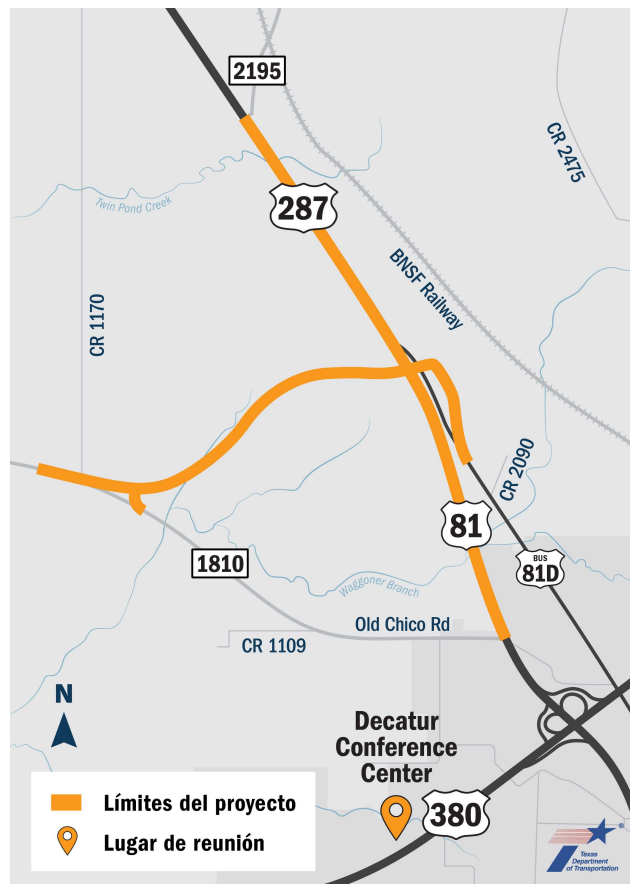 2195
CR 2475
287
Twin Pond Creek
BNSF Railway
CR 1170
CR 2090
81
BUS
81D
1810
Waggoner Branch
Old Chico Rd
CR 1109
N
Decatur
Conference
Center
380
Límites del proyecto
Lugar de reunión
®
Texas
Department
of Transportation